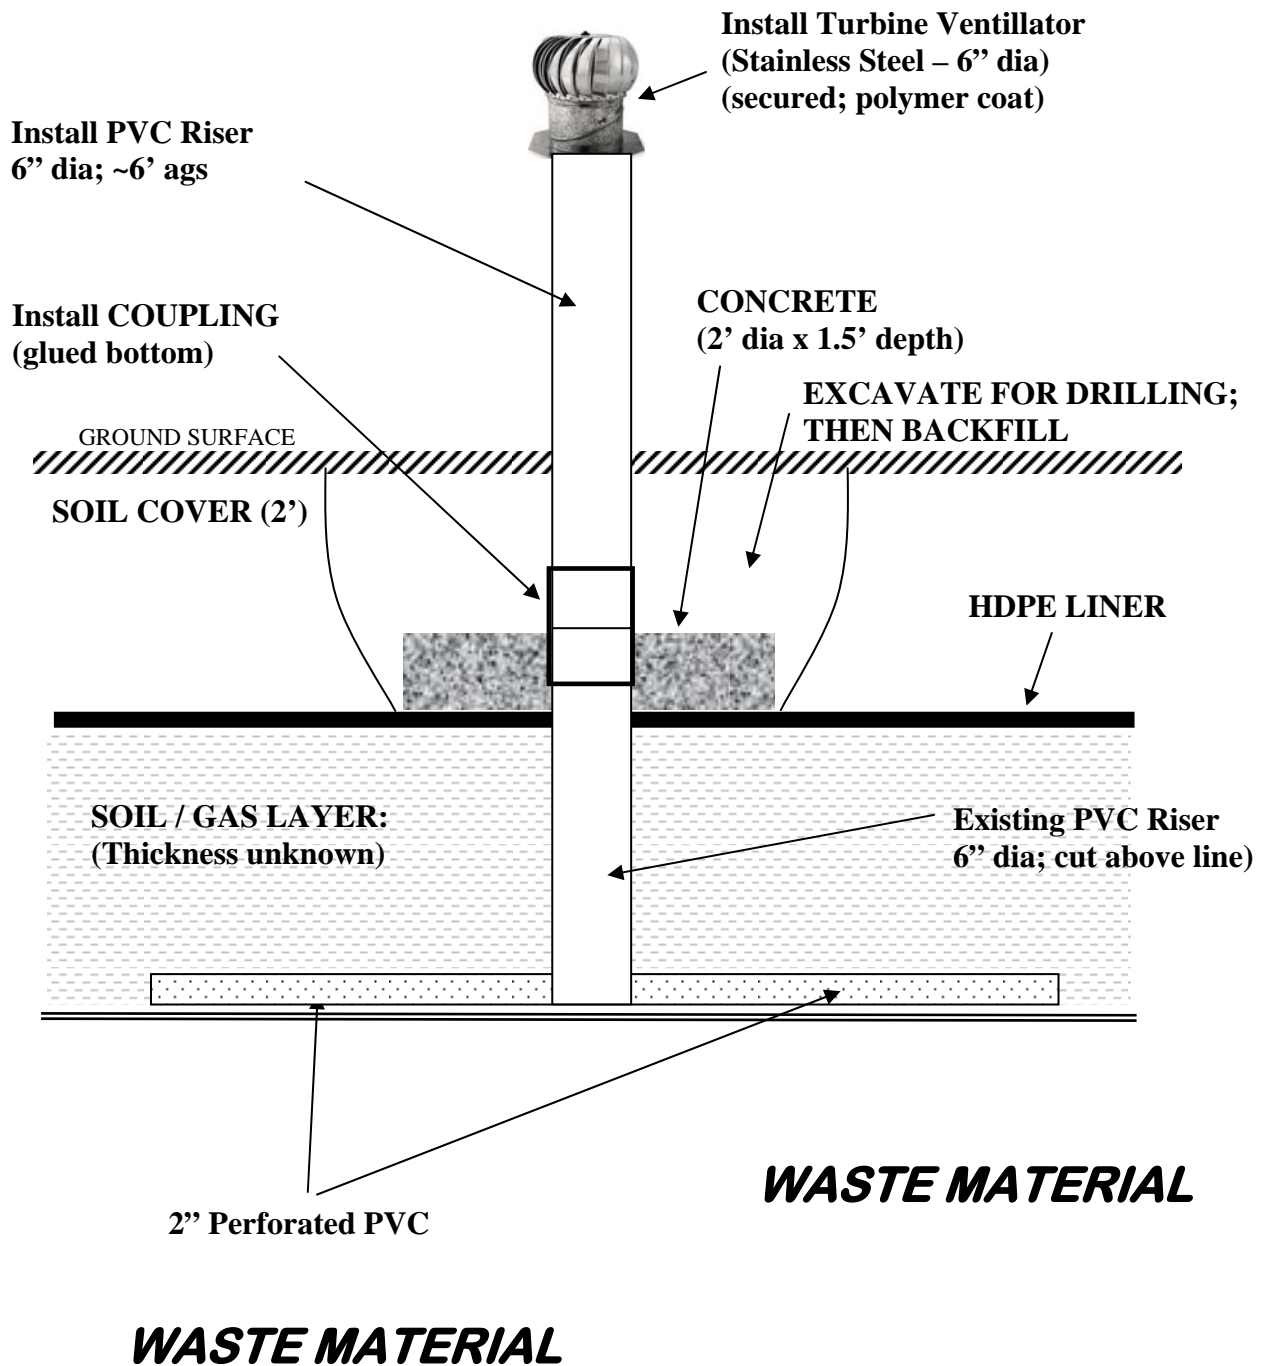 Install Turbine Ventillator
(Stainless Steel – 6” dia)
(secured; polymer coat)
Install PVC Riser
6” dia; ~6’ ags
Install COUPLING
(glued bottom)
CONCRETE
(2’ dia x 1.5’ depth)
EXCAVATE FOR DRILLING;
THEN BACKFILL
GROUND SURFACE
SOIL COVER (2’)
HDPE LINER
SOIL / GAS LAYER:
(Thickness unknown)
Existing PVC Riser
6” dia; cut above line)
WASTE MATERIAL
2” Perforated PVC
WASTE MATERIAL